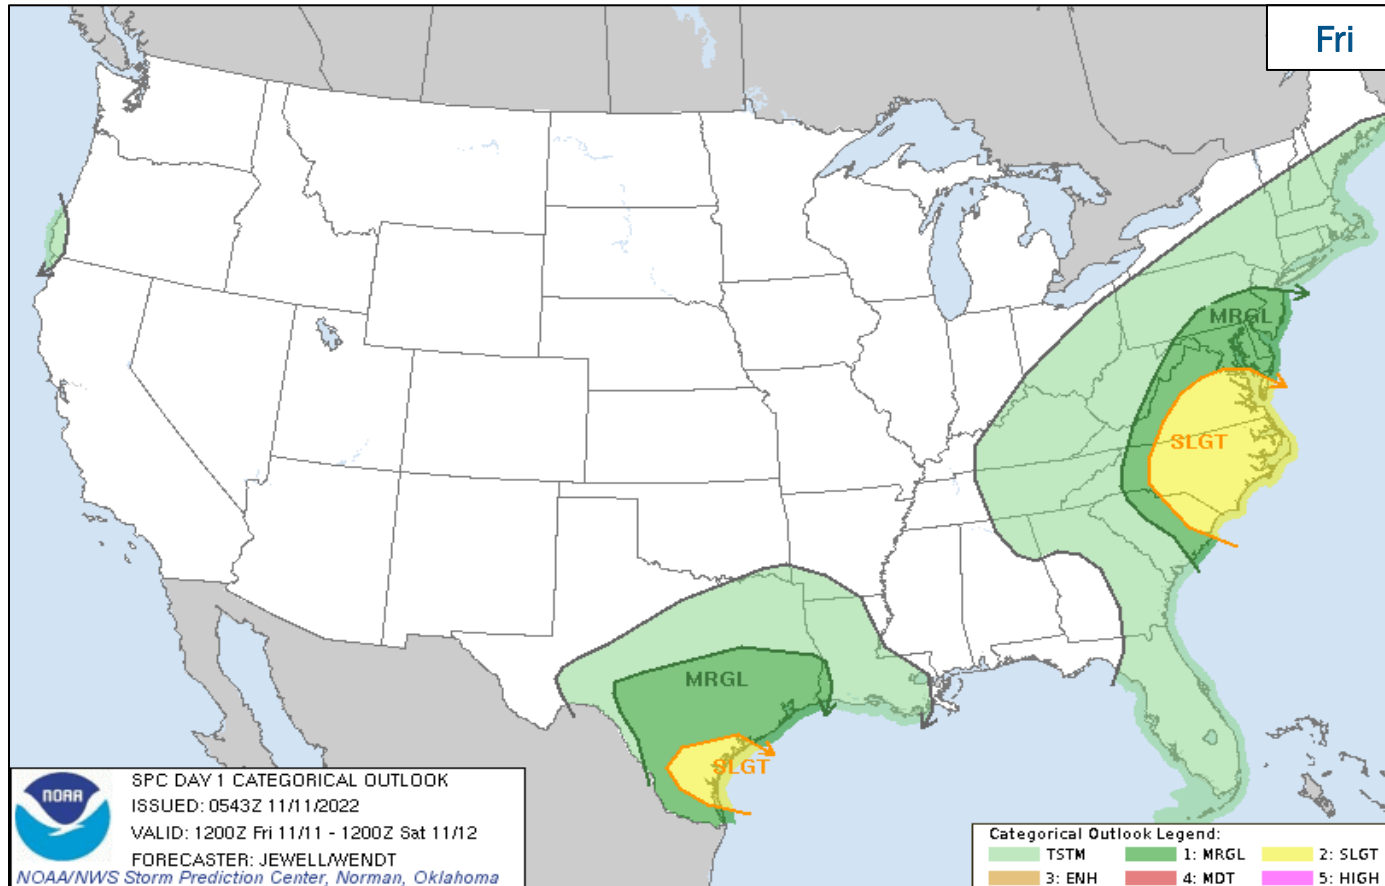 Fri
MRGL
SLGT
MRGL
SLGT
NOAA
SPC DAY 1 CATEGORICAL OUTLOOK
ISSUED: 0543Z 11/11/2022
VALID: 1200Z Fri 11/11 - 1200Z Sat 11/12
FORECASTER: JEWELL/WENDT
NOAA/NWS Storm Prediction Center, Norman, Oklahoma
Categorical Outlook Legend:
TSTM 1: MRGL 2: SLGT
3: ENH 4: MDT 5: HIGH